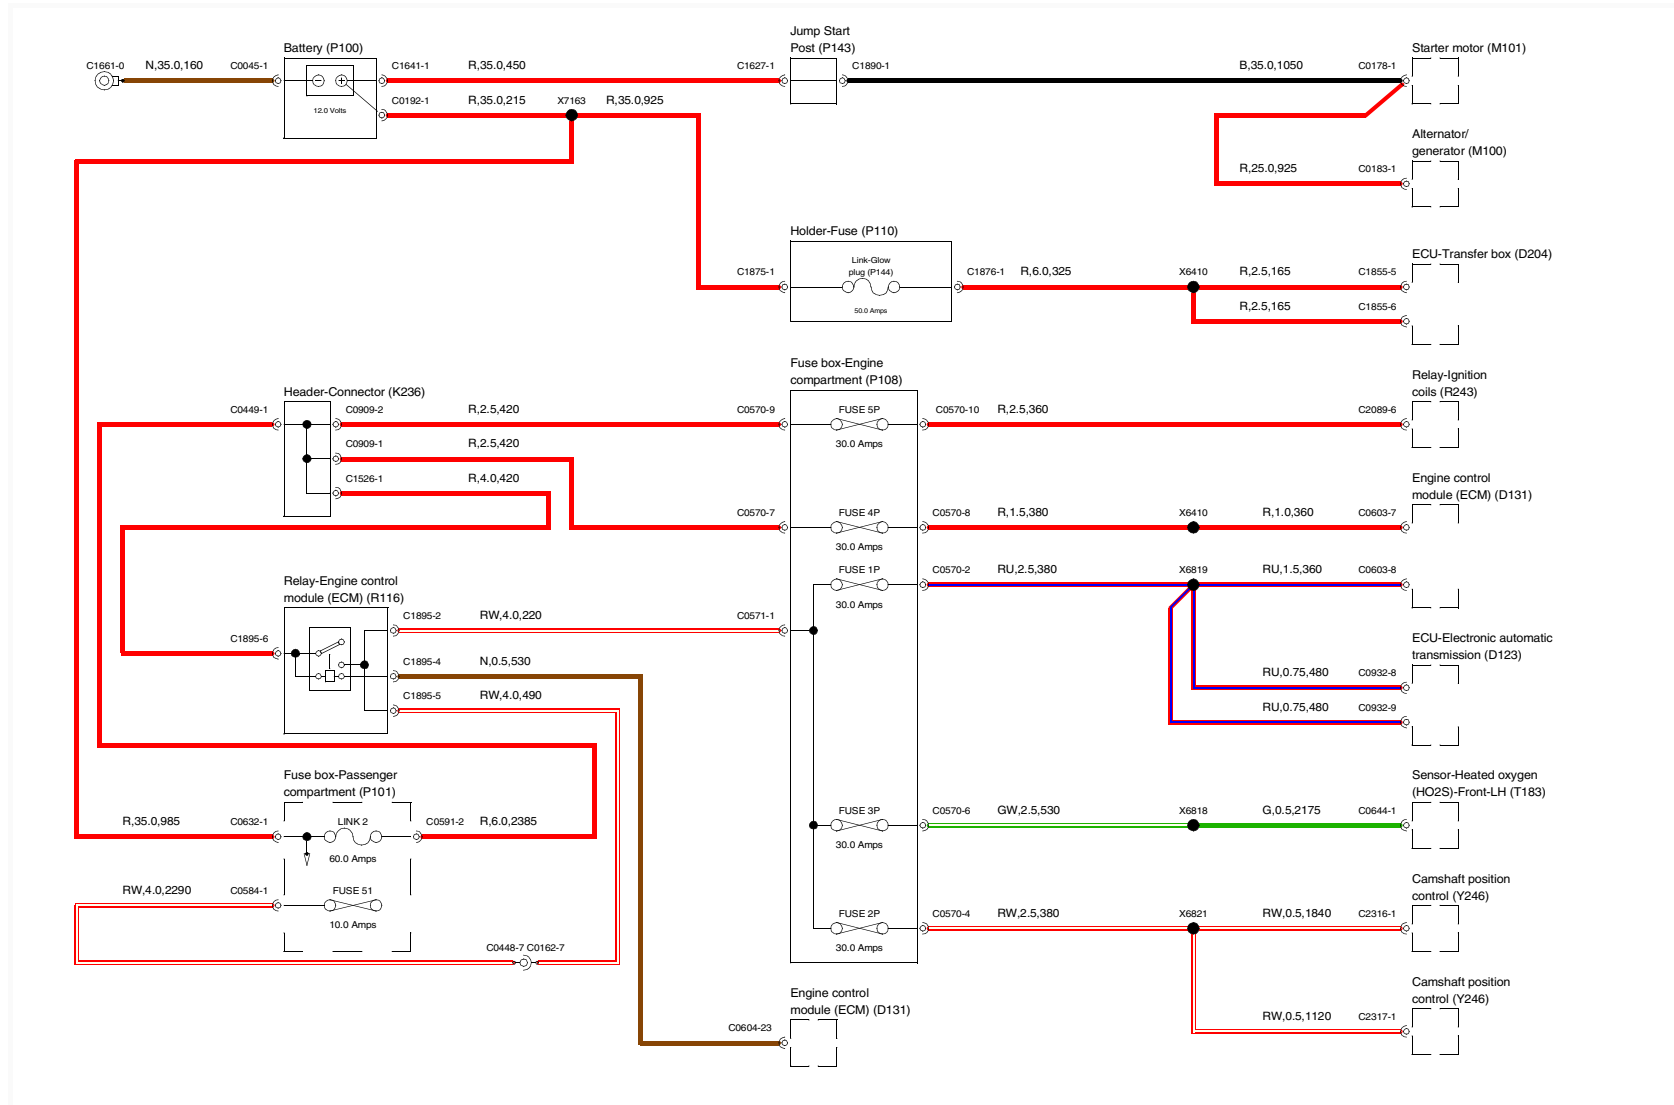 Jump Start
Battery (P100)
Post (P143)
Starter motor (M101)
C1661-0
N,35.0,160
C0045-1
C1641-1
R,35.0,450
C1627-1
C1890-1
B,35.0,1050
C0178-1
12.0 Volts
C0192-1
R,35.0,215
X7163
R,35.0,925
Alternator/
generator (M100)
R,25.0,925
C0183-1
Holder-Fuse (P110)
Link-Glow
plug (P144)
50.0 Amps
C1875-1
C1876-1
R,6.0,325
X6410
ECU-Transfer box (D204)
R,2.5,165
C1855-5
R,2.5,165
C1855-6
Fuse box-Engine
compartment (P108)
Relay-Ignition
coils (R243)
Header-Connector (K236)
C0449-1
C0909-2
R,2.5,420
C0570-9
FUSE 5P
30.0 Amps
C0570-10
R,2.5,360
C2089-6
C0909-1
R,2.5,420
C1526-1
R,4.0,420
Engine control
module (ECM) (D131)
C0570-7
FUSE 4P
30.0 Amps
C0570-8
R,1.5,380
X6410
R,1.0,360
C0603-7
FUSE 1P
30.0 Amps
C0570-2
RU,2.5,380
X6819
RU,1.5,360
C0603-8
Relay-Engine control
module (ECM) (R116)
C1895-2
RW,4.0,220
C0571-1
C1895-6
C1895-4
N,0.5,530
C1895-5
RW,4.0,490
ECU-Electronic automatic
transmission (D123)
RU,0.75,480
C0932-8
RU,0.75,480
C0932-9
Fuse box-Passenger
compartment (P101)
Sensor-Heated oxygen
(HO2S)-Front-LH (T183)
R,35.0,985
C0632-1
LINK 2
60.0 Amps
C0591-2
R,6.0,2385
FUSE 3P
30.0 Amps
C0570-6
GW,2.5,530
X6818
G,0.5,2175
C0644-1
RW,4.0,2290
C0584-1
FUSE 51
10.0 Amps
Camshaft position
control (Y246)
FUSE 2P
30.0 Amps
C0570-4
RW,2.5,380
X6821
RW,0.5,1840
C2316-1
C0448-7 C0162-7
Camshaft position
control (Y246)
RW,0.5,1120
C2317-1
Engine control
module (ECM) (D131)
C0604-23